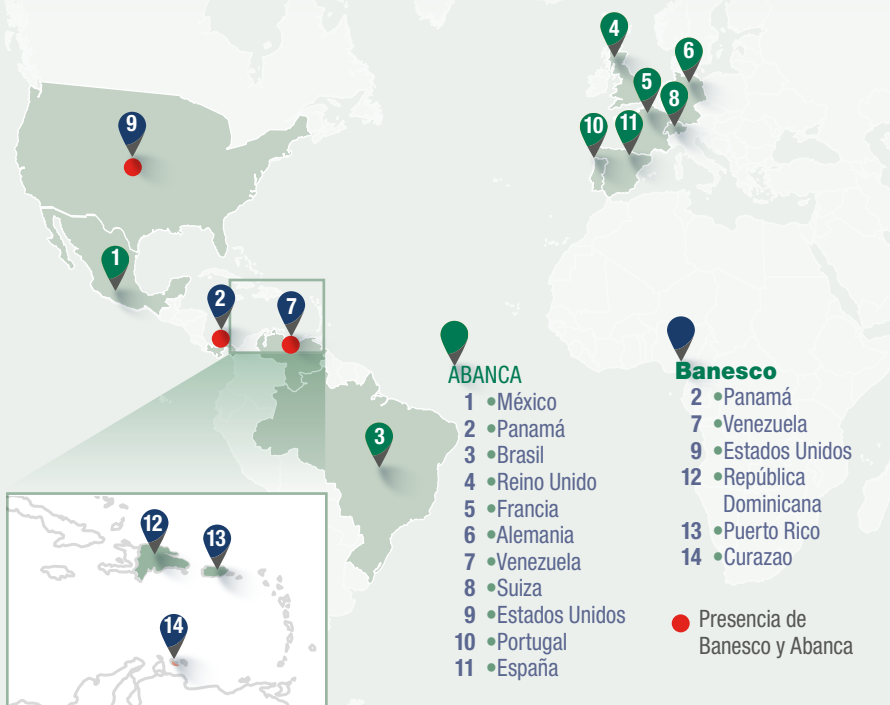 4
6
5
8
9
10
11
1
2
7
3
12
13
14
ABANCA
1 •México
2 •Panamá
3 •Brasil
4 •Reino Unido
5 •Francia
6 •Alemania
7 •Venezuela
8 •Suiza
9 •Estados Unidos
10 •Portugal
11 •España
Banesco
2 •Panamá
7 •Venezuela
9 •Estados Unidos
12 •República
Dominicana
13 •Puerto Rico
14 •Curazao
Presencia de
Banesco y Abanca